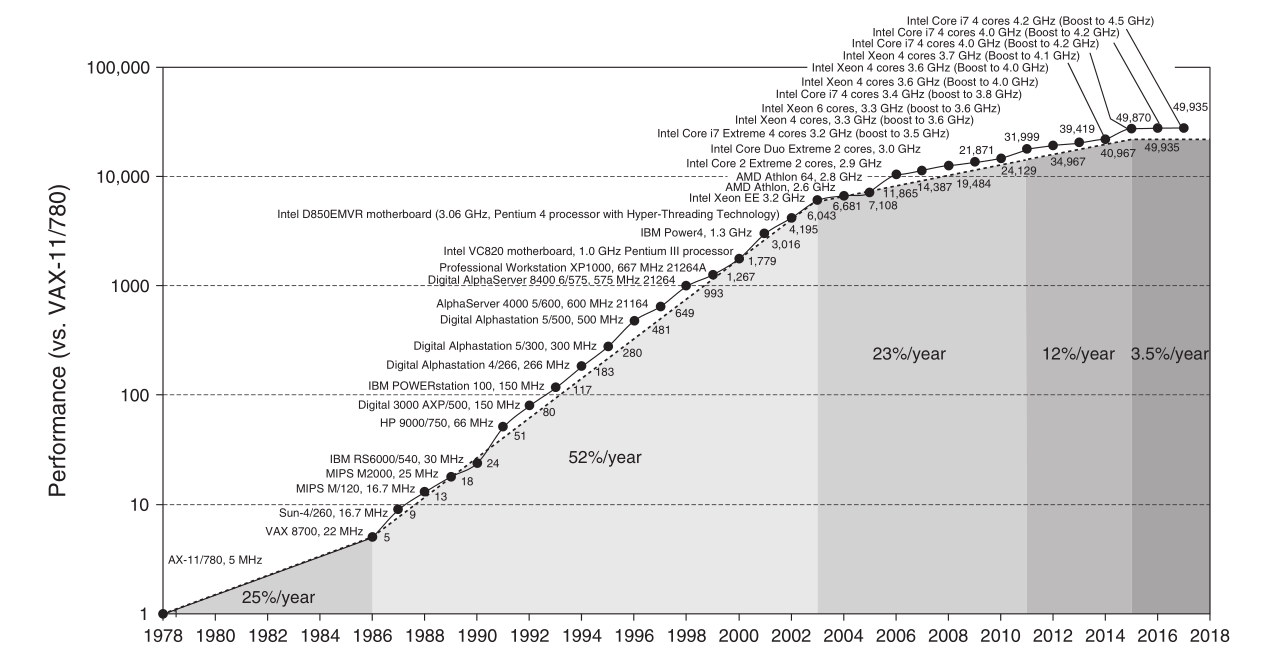 Intel Core i7 4 cores 4.2 GHz (Boost to 4.5 GHz)
Intel Core i7 4 cores 4.0 GHz (Boost to 4.2 GHz)
Intel Core i7 4 cores 4.0 GHz (Boost to 4.2 GHz)
Intel Xeon 4 cores 3.7 GHz (Boost to 4.1 GHz)
Intel Xeon 4 cores 3.6 GHz (Boost to 4.0 GHz)
Intel Xeon 4 cores 3.6 GHz (Boost to 4.0 GHz)
Intel Core i7 4 cores 3.4 GHz (boost to 3.8 GHz)
Intel Xeon 6 cores, 3.3 GHz (boost to 3.6 GHz)
Intel Xeon 4 cores, 3.3 GHz (boost to 3.6 GHz)
Intel Core i7 Extreme 4 cores 3.2 GHz (boost to 3.5 GHz)
Intel Core Duo Extreme 2 cores, 3.0 GHz
Intel Core 2 Extreme 2 cores, 2.9 GHz
AMD Athlon 64, 2.8 GHz
AMD Athlon, 2.6 GHz
Intel Xeon EE 3.2 GHz
Intel D850EMVR motherboard (3.06 GHz, Pentium 4 processor with Hyper-Threading Technology)
IBM Power4, 1.3 GHz
Intel VC820 motherboard, 1.0 GHz Pentium III processor
Professional Workstation XP1000, 667 MHz 21264A
Digital AlphaServer 8400 6/575, 575 MHz 21264
AlphaServer 4000 5/600, 600 MHz 21164
Digital Alphastation 5/500, 500 MHz
Digital Alphastation 5/300, 300 MHz
Digital Alphastation 4/266, 266 MHz
IBM POWERstation 100, 150 MHz
Digital 3000 AXP/500, 150 MHz
HP 9000/750, 66 MHz
IBM RS6000/540, 30 MHz
MIPS M2000, 25 MHz
MIPS M/120, 16.7 MHz
Sun-4/260, 16.7 MHz
VAX 8700, 22 MHz
AX-11/780, 5 MHz
5
9
13
18
24
51
80
117
183
280
481
649
993
1,267
1,779
3,016
4,195
6,043
6,681
7,108
11,865
14,387
19,484
21,871
24,129
31,999
34,967
39,419
40,967
49,870
49,935
49,935
25%/year
52%/year
23%/year
12%/year
3.5%/year
Performance (vs. VAX-11/780)
100,000
10,000
1000
100
10
1
1978 1980 1982 1984 1986 1988 1990 1992 1994 1996 1998 2000 2002 2004 2006 2008 2010 2012 2014 2016 2018